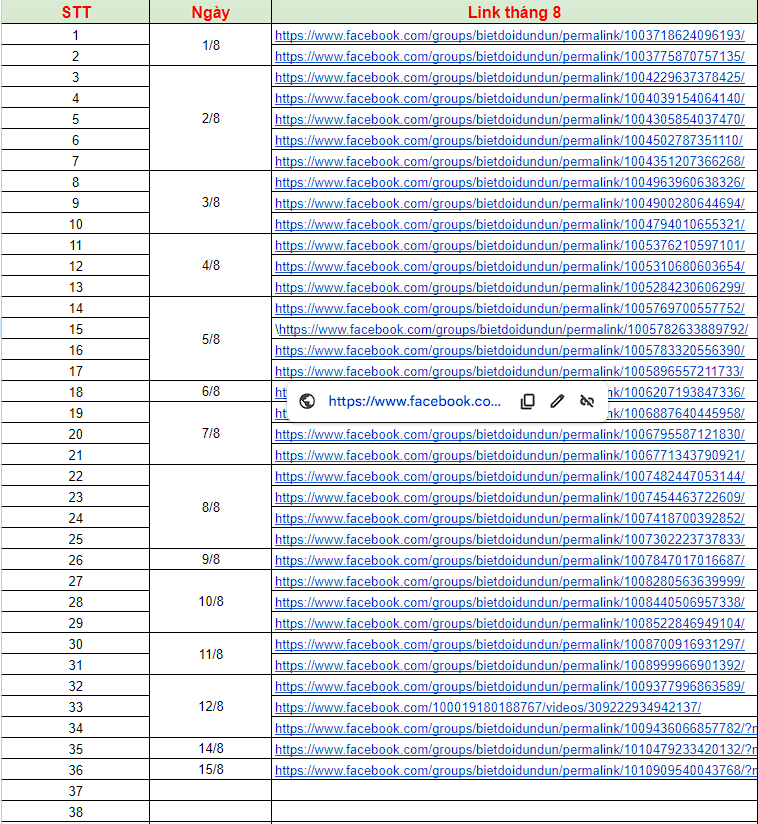 STT Ngày Link tháng 8
1 1/8 https://www.facebook.com/groups/bietdoidundun/permalink/1003718624096193/
2 https://www.facebook.com/groups/bietdoidundun/permalink/1003775870757135/
3 2/8 https://www.facebook.com/groups/bietdoidundun/permalink/1004229637378425/
4 https://www.facebook.com/groups/bietdoidundun/permalink/1004039154064140/
5 https://www.facebook.com/groups/bietdoidundun/permalink/1004305854037470/
6 https://www.facebook.com/groups/bietdoidundun/permalink/1004502787351110/
7 https://www.facebook.com/groups/bietdoidundun/permalink/1004351207366268/
8 3/8 https://www.facebook.com/groups/bietdoidundun/permalink/1004963960638326/
9 https://www.facebook.com/groups/bietdoidundun/permalink/1004900280644694/
10 https://www.facebook.com/groups/bietdoidundun/permalink/1004794010655321/
11 4/8 https://www.facebook.com/groups/bietdoidundun/permalink/1005376210597101/
12 https://www.facebook.com/groups/bietdoidundun/permalink/1005310680603654/
13 https://www.facebook.com/groups/bietdoidundun/permalink/1005284230606299/
14 5/8 https://www.facebook.com/groups/bietdoidundun/permalink/1005769700557752/
15 \https://www.facebook.com/groups/bietdoidundun/permalink/1005782633889792/
16 https://www.facebook.com/groups/bietdoidundun/permalink/1005783320556390/
17 https://www.facebook.com/groups/bietdoidundun/permalink/1005896557211733/
18 6/8 ht nk/1006207193847336/
https://www.facebook.co...
19 7/8 ht nk/1006887640445958/
20 https://www.facebook.com/groups/bietdoidundun/permalink/1006795587121830/
21 https://www.facebook.com/groups/bietdoidundun/permalink/1006771343790921/
22 8/8 https://www.facebook.com/groups/bietdoidundun/permalink/1007482447053144/
23 https://www.facebook.com/groups/bietdoidundun/permalink/1007454463722609/
24 https://www.facebook.com/groups/bietdoidundun/permalink/1007418700392852/
25 https://www.facebook.com/groups/bietdoidundun/permalink/1007302223737833/
26 9/8 https://www.facebook.com/groups/bietdoidundun/permalink/1007847017016687/
27 10/8 https://www.facebook.com/groups/bietdoidundun/permalink/1008280563639999/
28 https://www.facebook.com/groups/bietdoidundun/permalink/1008440506957338/
29 https://www.facebook.com/groups/bietdoidundun/permalink/1008522846949104/
30 11/8 https://www.facebook.com/groups/bietdoidundun/permalink/1008700916931297/
31 https://www.facebook.com/groups/bietdoidundun/permalink/1008999966901392/
32 12/8 https://www.facebook.com/groups/bietdoidundun/permalink/1009377996863589/
33 https://www.facebook.com/100019180188767/videos/309222934942137/
34 https://www.facebook.com/groups/bietdoidundun/permalink/1009436066857782/?n
35 14/8 https://www.facebook.com/groups/bietdoidundun/permalink/1010479233420132/?n
36 15/8 https://www.facebook.com/groups/bietdoidundun/permalink/1010909540043768/?n
37
38